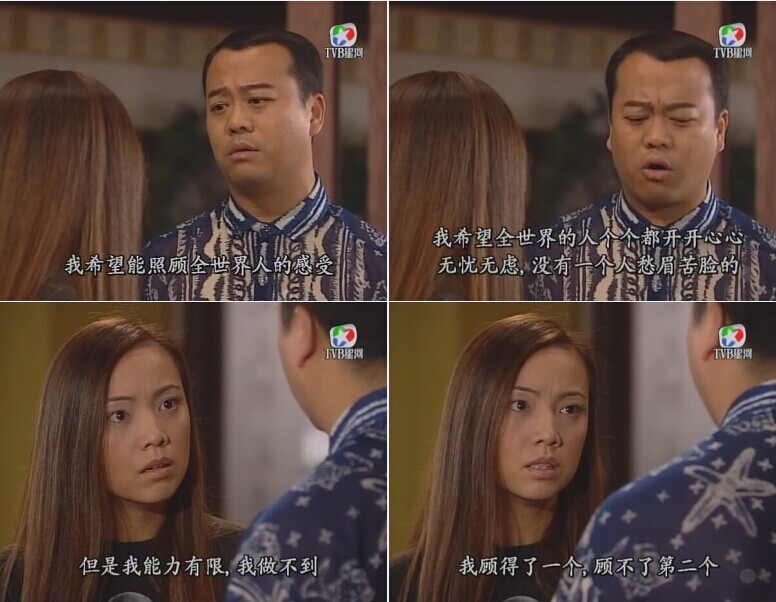 TVB星河
我希望能照顾全世界人的感受
TVB星河
我希望全世界的人个个都开开心心
无忧无虑,没有一个人愁眉苦脸的
TVB星河
但是我能力有限,我做不到
TVB星河
我顾得了一个,顾不了第二个